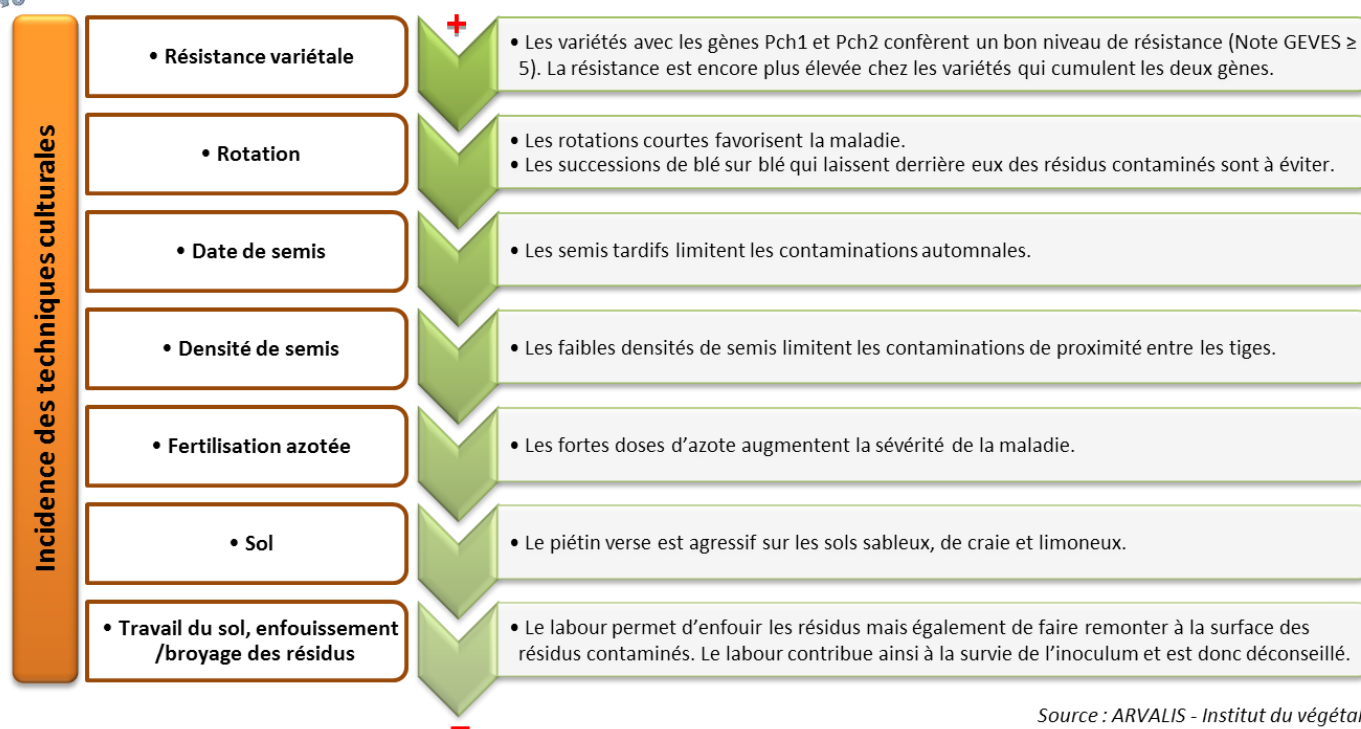 Incidence des techniques culturales
+
• Résistance variétale
• Les variétés avec les gènes Pch1 et Pch2 confèrent un bon niveau de résistance (Note GEVES ≥
5). La résistance est encore plus élevée chez les variétés qui cumulent les deux gènes.
• Rotation
• Les rotations courtes favorisent la maladie.
• Les successions de blé sur blé qui laissent derrière eux des résidus contaminés sont à éviter.
• Date de semis
• Les semis tardifs limitent les contaminations automnales.
• Densité de semis
• Les faibles densités de semis limitent les contaminations de proximité entre les tiges.
• Fertilisation azotée
• Les fortes doses d’azote augmentent la sévérité de la maladie.
• Sol
• Le piétin verse est agressif sur les sols sableux, de craie et limoneux.
• Travail du sol, enfouissement
/broyage des résidus
• Le labour permet d’enfouir les résidus mais également de faire remonter à la surface des
résidus contaminés. Le labour contribue ainsi à la survie de l’inoculum et est donc déconseillé.
–
Source : ARVALIS - Institut du végétal